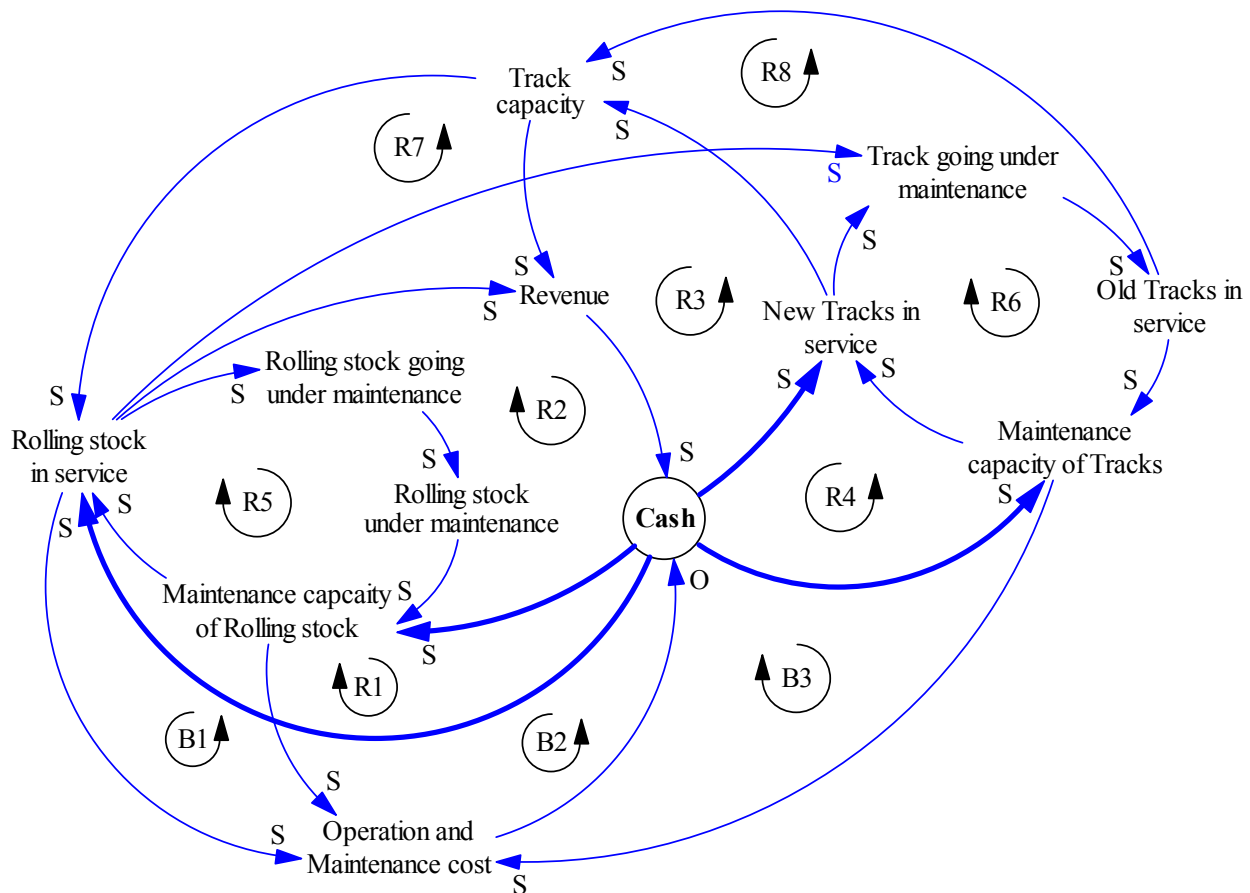 S
R8
Track
capacity
S
R7
Track going under
maintenance
S
S
S
S
Revenue
S
R3
New Tracks in
service
R6
Old Tracks in
service
Rolling stock going
under maintenance
S
R2
S
S
S
S
Rolling stock
in service
Maintenance
capacity of Tracks
S
S
S
R5
Rolling stock
under maintenance
Cash
R4
S
S
O
Maintenance capcaity
of Rolling stock
S
S
R1
B3
B1
B2
S
S
Operation and
Maintenance cost
S